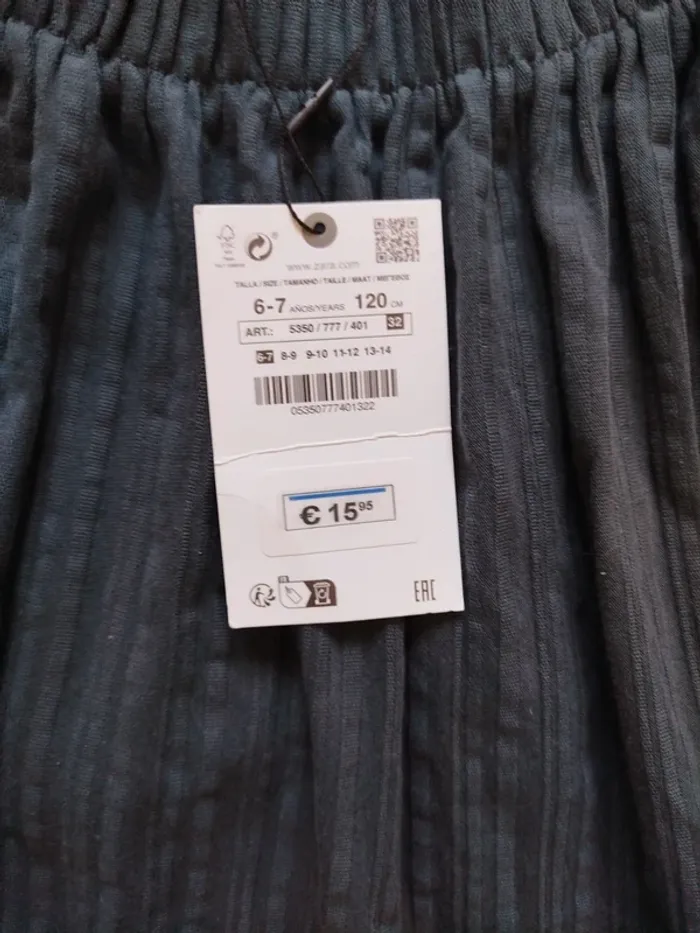 www.zara.com
TALLA / SIZE / TAMANHO / TAILLE / MAAT / ΜΕΓΕΘΟΣ
6-7 AÑOS/YEARS 120 CM
ART.: 5350 / 777 / 401 32
6-7 8-9 9-10 11-12 13-14
05350777401322
€ 15 95
EAC